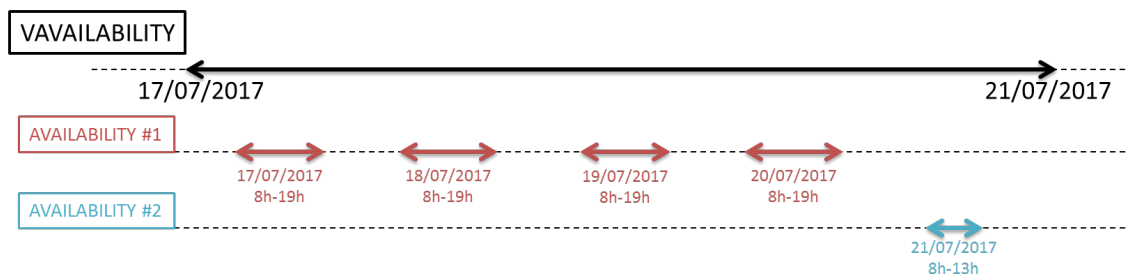 VAVAILABILITY
17/07/2017
21/07/2017
AVAILABILITY #1
17/07/2017
8h-19h
18/07/2017
8h-19h
19/07/2017
8h-19h
20/07/2017
8h-19h
AVAILABILITY #2
21/07/2017
8h-13h